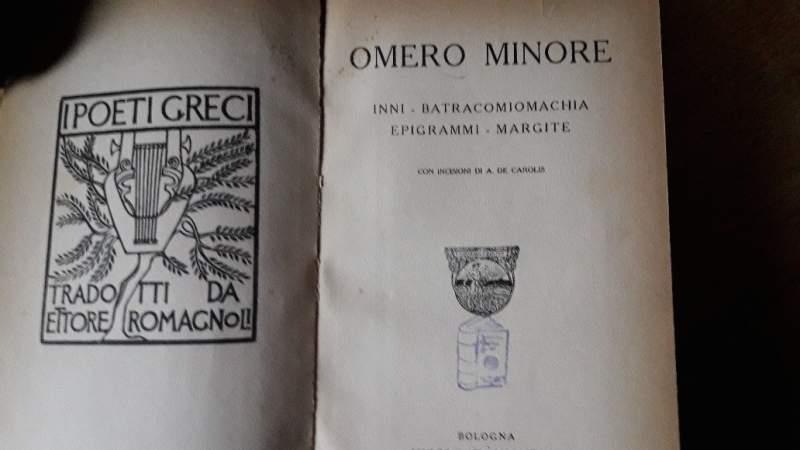 I POETI GRECI
TRADOTTI DA
ETTORE ROMAGNOLI
OMERO MINORE
INNI - BATRACOMIOMACHIA
EPIGRAMMI - MARGITE
CON INCISIONI DI A. DE CAROLIS
BOLOGNA